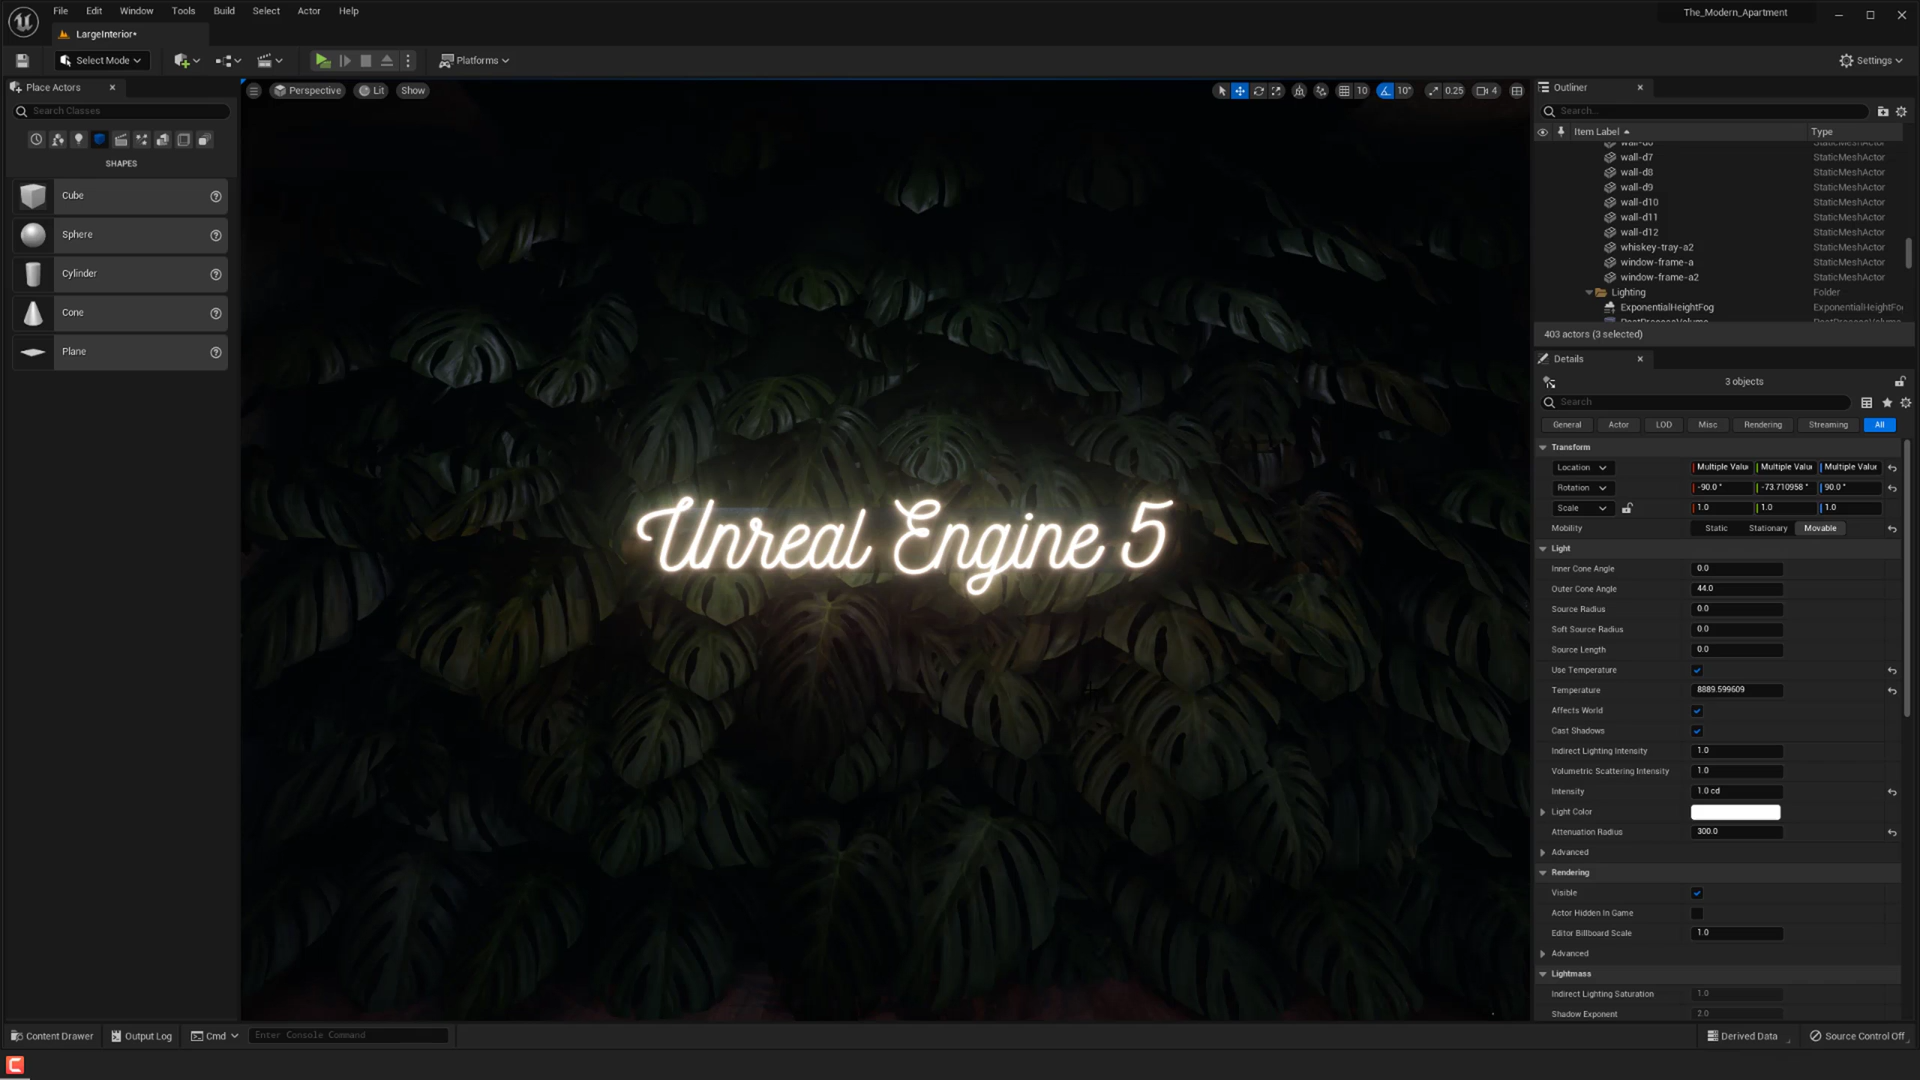 File Edit Window Tools Build Select Actor Help
The_Modern_Apartment
LargeInterior*
Select Mode
Platforms
Settings
Place Actors
Search Classes
SHAPES
Cube
Sphere
Cylinder
Cone
Plane
Perspective Lit Show
10 10° 0.25 4
Unreal Engine 5
Outliner
Search...
Item Label Type
wall-d6 StaticMeshActor
wall-d7 StaticMeshActor
wall-d8 StaticMeshActor
wall-d9 StaticMeshActor
wall-d10 StaticMeshActor
wall-d11 StaticMeshActor
wall-d12 StaticMeshActor
whiskey-tray-a2 StaticMeshActor
window-frame-a StaticMeshActor
window-frame-a2 StaticMeshActor
Lighting Folder
ExponentialHeightFog ExponentialHeightFo
403 actors (3 selected)
Details
3 objects
Search
General Actor LOD Misc Rendering Streaming All
Transform
Location Multiple Valu Multiple Valu Multiple Valu
Rotation -90.0 ° -73.710958 ° 90.0 °
Scale 1.0 1.0 1.0
Mobility Static Stationary Movable
Light
Inner Cone Angle 0.0
Outer Cone Angle 44.0
Source Radius 0.0
Soft Source Radius 0.0
Source Length 0.0
Use Temperature
Temperature 8889.599609
Affects World
Cast Shadows
Indirect Lighting Intensity 1.0
Volumetric Scattering Intensity 1.0
Intensity 1.0 cd
Light Color
Attenuation Radius 300.0
Advanced
Rendering
Visible
Actor Hidden In Game
Editor Billboard Scale 1.0
Advanced
Lightmass
Indirect Lighting Saturation 1.0
Shadow Exponent 2.0
Content Drawer Output Log Cmd Enter Console Command
Derived Data Source Control Off